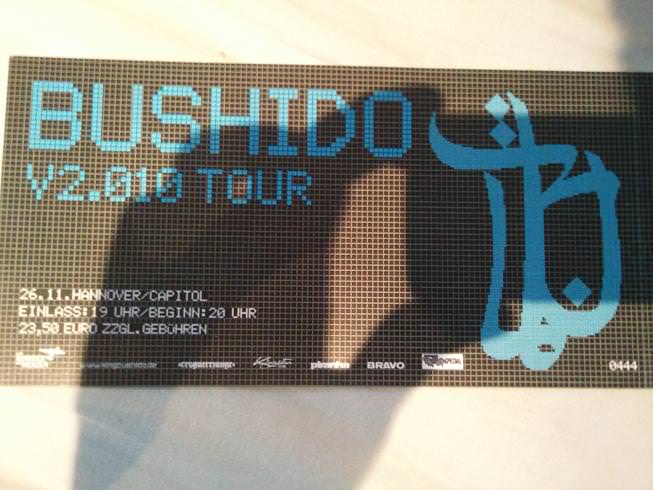 BUSHIDO
V2.010 TOUR
26.11.HANNOVER/CAPITOL
EINLASS:19 UHR/BEGINN:20 UHR
23,50 EURO ZZGL.GEBÜHREN
piranha BRAVO
0444